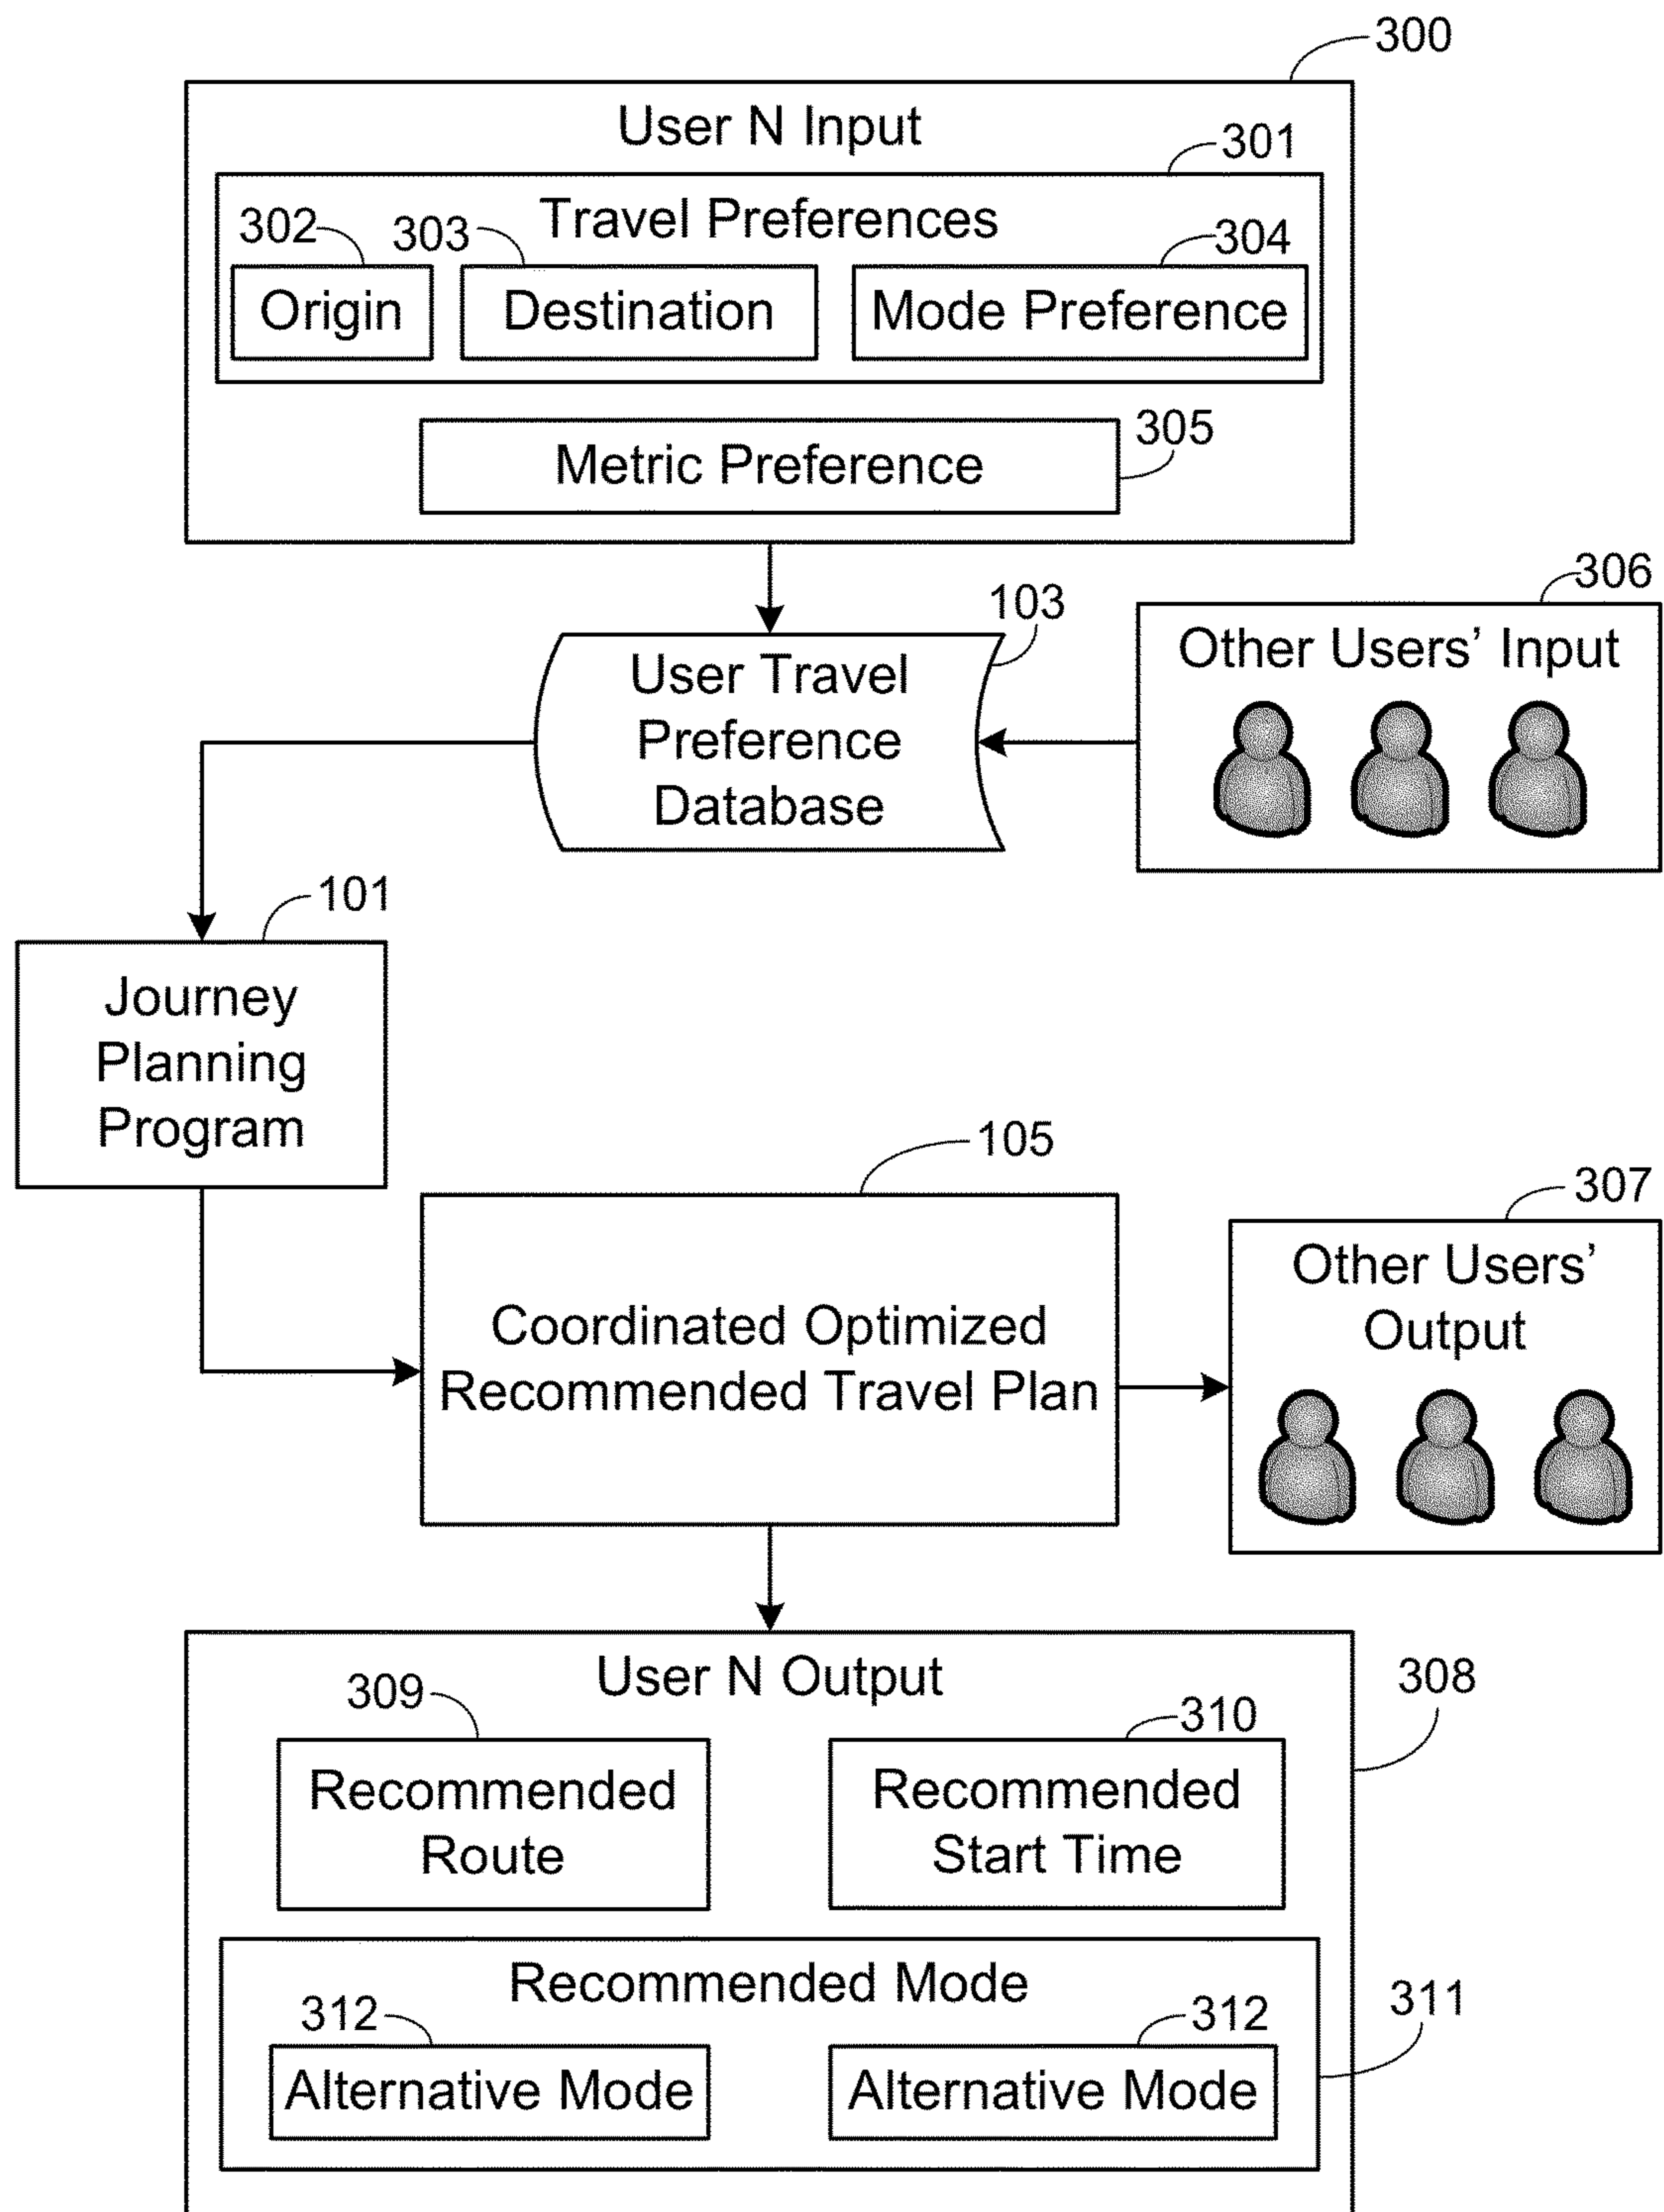 300
User N Input
301
Travel Preferences
302
303
304
Origin
Destination
Mode Preference
305
Metric Preference
103
306
User Travel
Preference
Database
Other Users’ Input
101
Journey
Planning
Program
105
Coordinated Optimized
Recommended Travel Plan
307
Other Users’
Output
User N Output
308
309
310
Recommended
Route
Recommended
Start Time
Recommended Mode
311
312
312
Alternative Mode
Alternative Mode